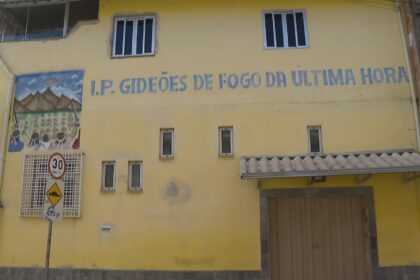 I.P. GIDEÕES DE FOGO DA ÚLTIMA HORA
30